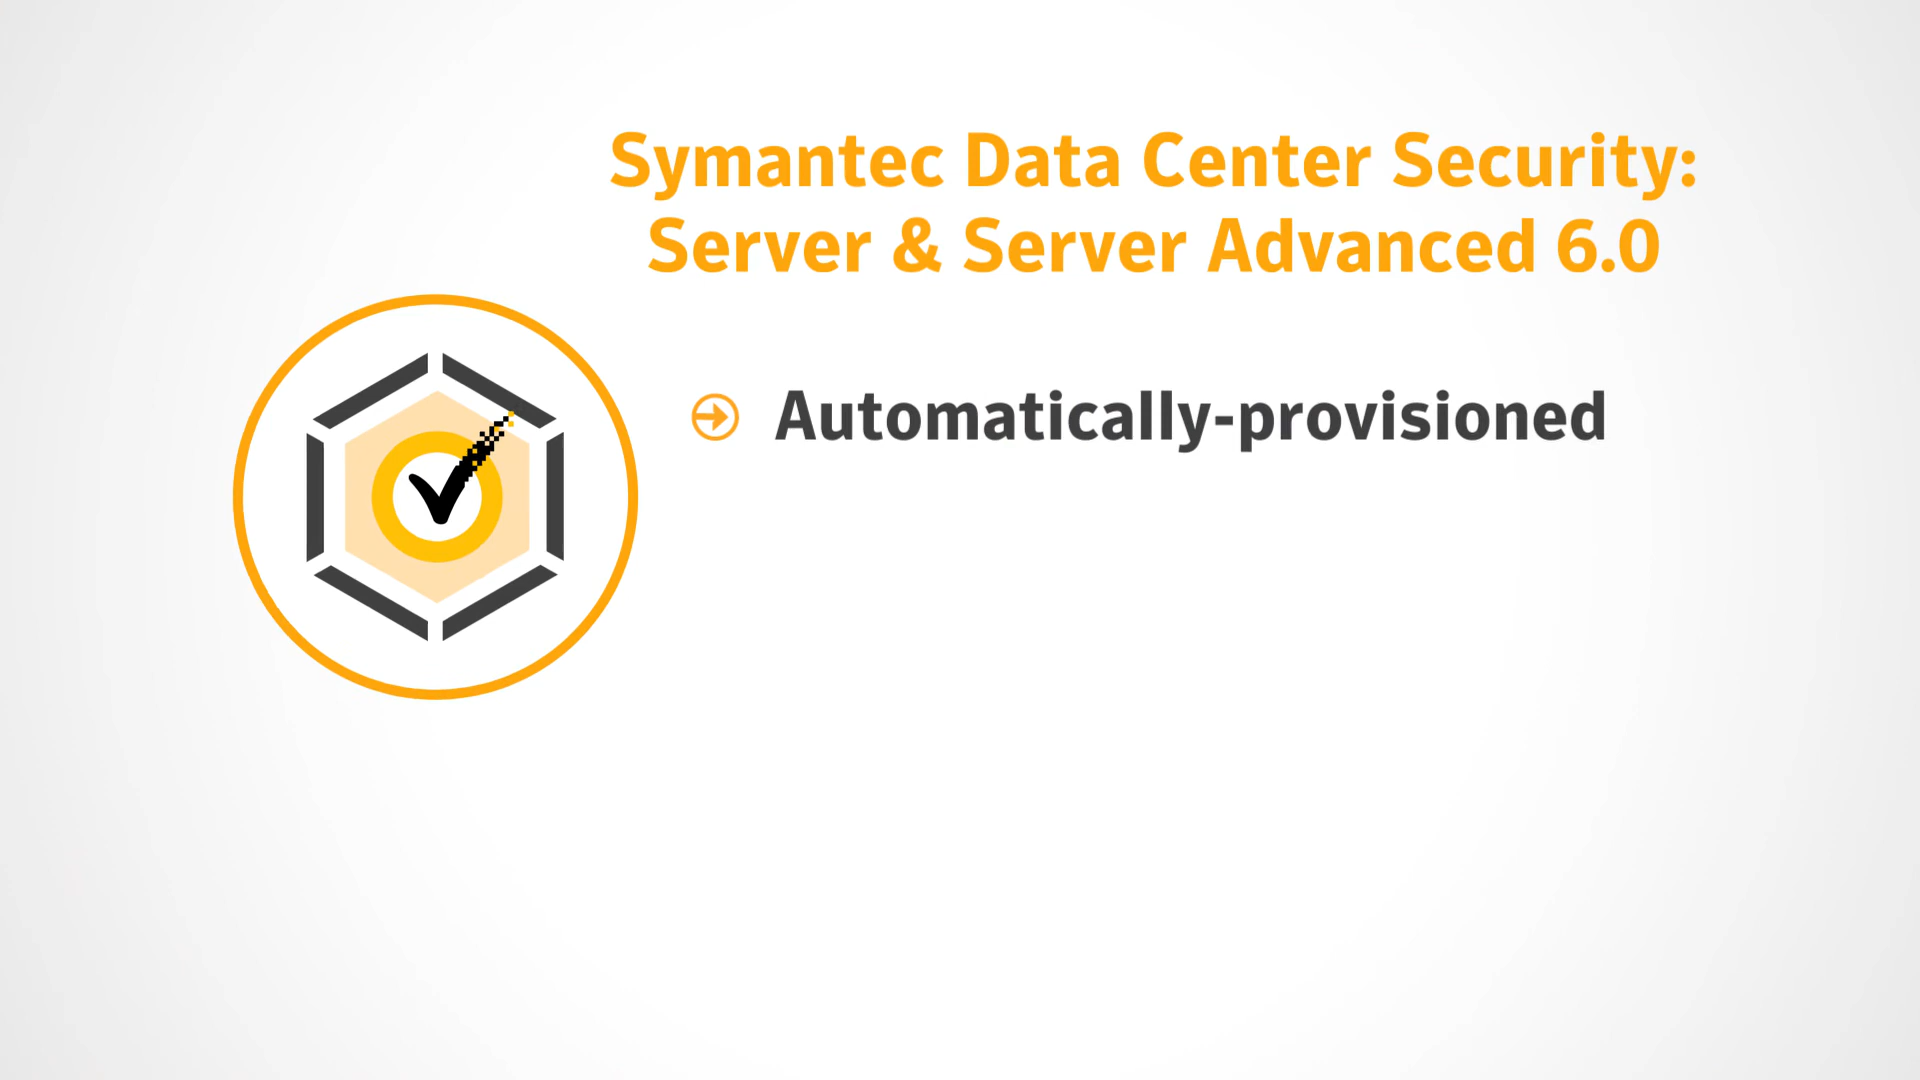 Symantec Data Center Security:
Server & Server Advanced 6.0
Automatically-provisioned